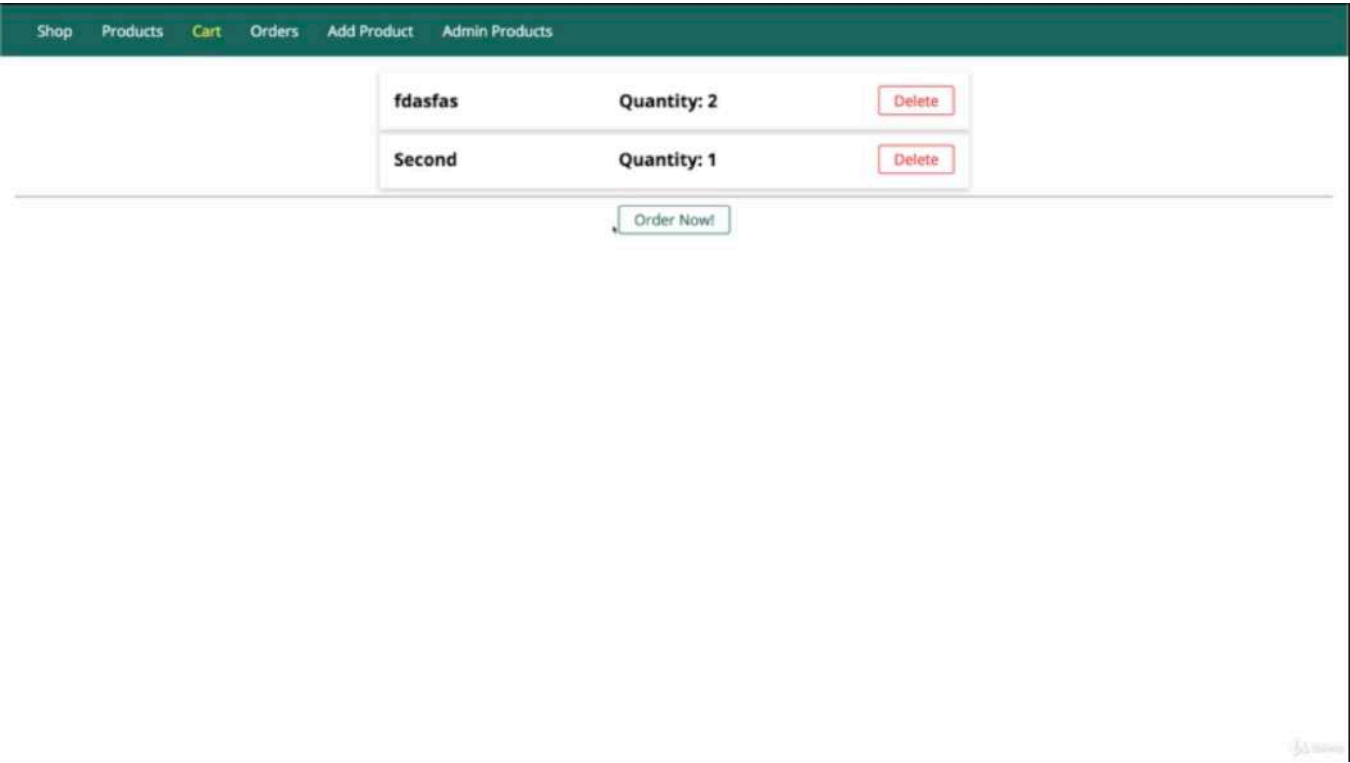 Shop Products Cart Orders Add Product Admin Products
fdasfas Quantity: 2 Delete
Second Quantity: 1 Delete
Order Now!